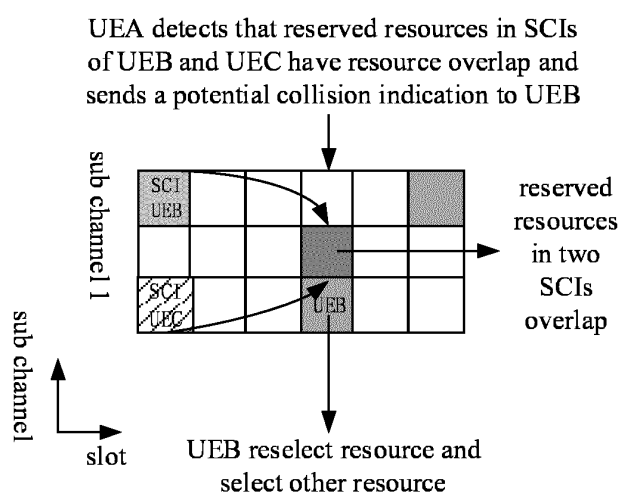 UEA detects that reserved resources in SCIs
of UEB and UEC have resource overlap and
sends a potential collision indication to UEB
sub channel 1
SCI
UEB
reserved
resources
in two
SCIs
overlap
SCI
UEC
UEB
sub channel
slot
UEB reselect resource and
select other resource